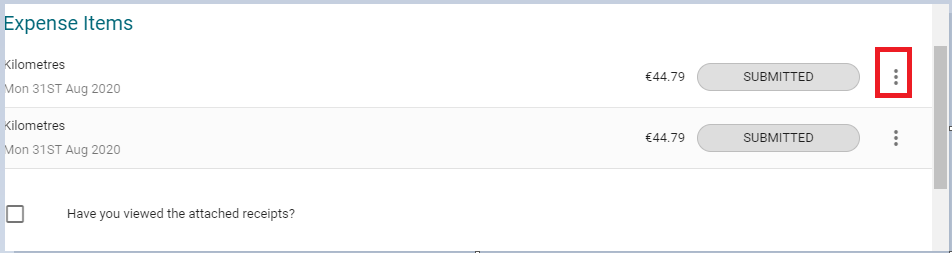 Expense Items
Kilometres
€44.79 SUBMITTED
Mon 31ST Aug 2020
Kilometres
€44.79 SUBMITTED
Mon 31ST Aug 2020
Have you viewed the attached receipts?